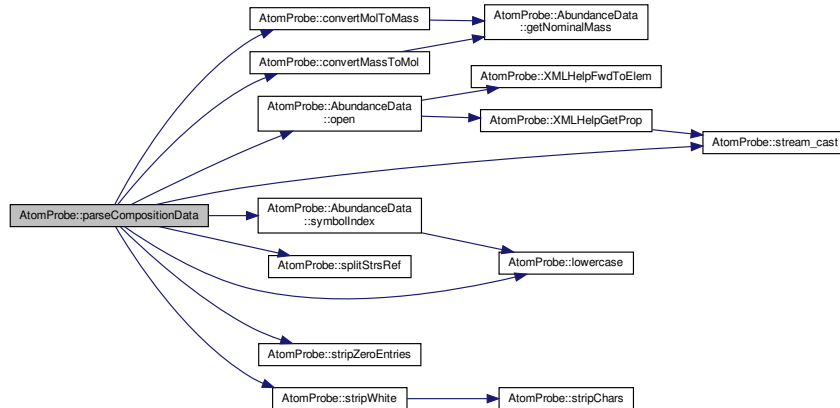 AtomProbe::convertMolToMass
AtomProbe::AbundanceData
::getNominalMass
AtomProbe::convertMassToMol
AtomProbe::XMLHelpFwdToElem
AtomProbe::AbundanceData
::open
AtomProbe::XMLHelpGetProp
AtomProbe::stream_cast
AtomProbe::parseCompositionData
AtomProbe::AbundanceData
::symbolIndex
AtomProbe::splitStrsRef
AtomProbe::lowercase
AtomProbe::stripZeroEntries
AtomProbe::stripWhite
AtomProbe::stripChars